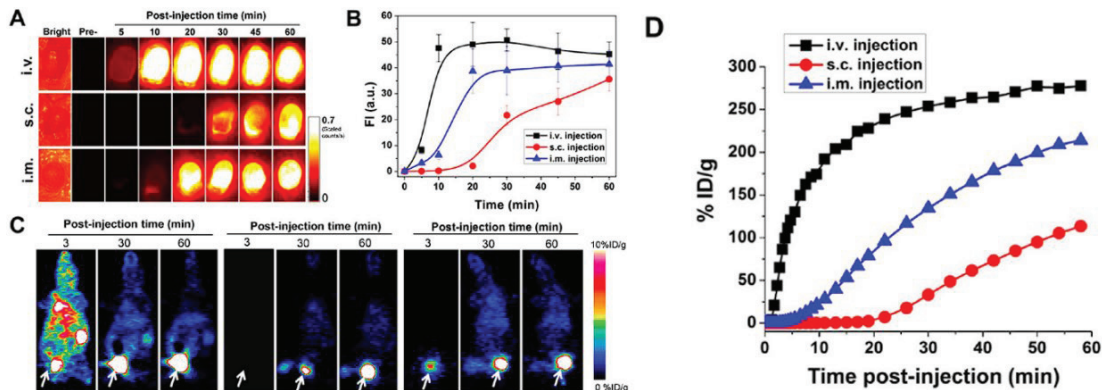 A
Post-injection time (min)
Bright Pre- 5 10 20 30 45 60
i.v.
s.c.
i.m.
0.7
(Scaled
counts/s)
0
B
FI (a.u.)
60
50
40
30
20
10
0
i.v. injection
s.c. injection
i.m. injection
0 10 20 30 40 50 60
Time (min)
C
Post-injection time (min) Post-injection time (min) Post-injection time (min)
3 30 60 3 30 60 3 30 60
10%ID/g
0 %ID/g
D
i.v. injection
s.c. injection
i.m. injection
% ID/g
300
250
200
150
100
50
0
0 10 20 30 40 50 60
Time post-injection (min)